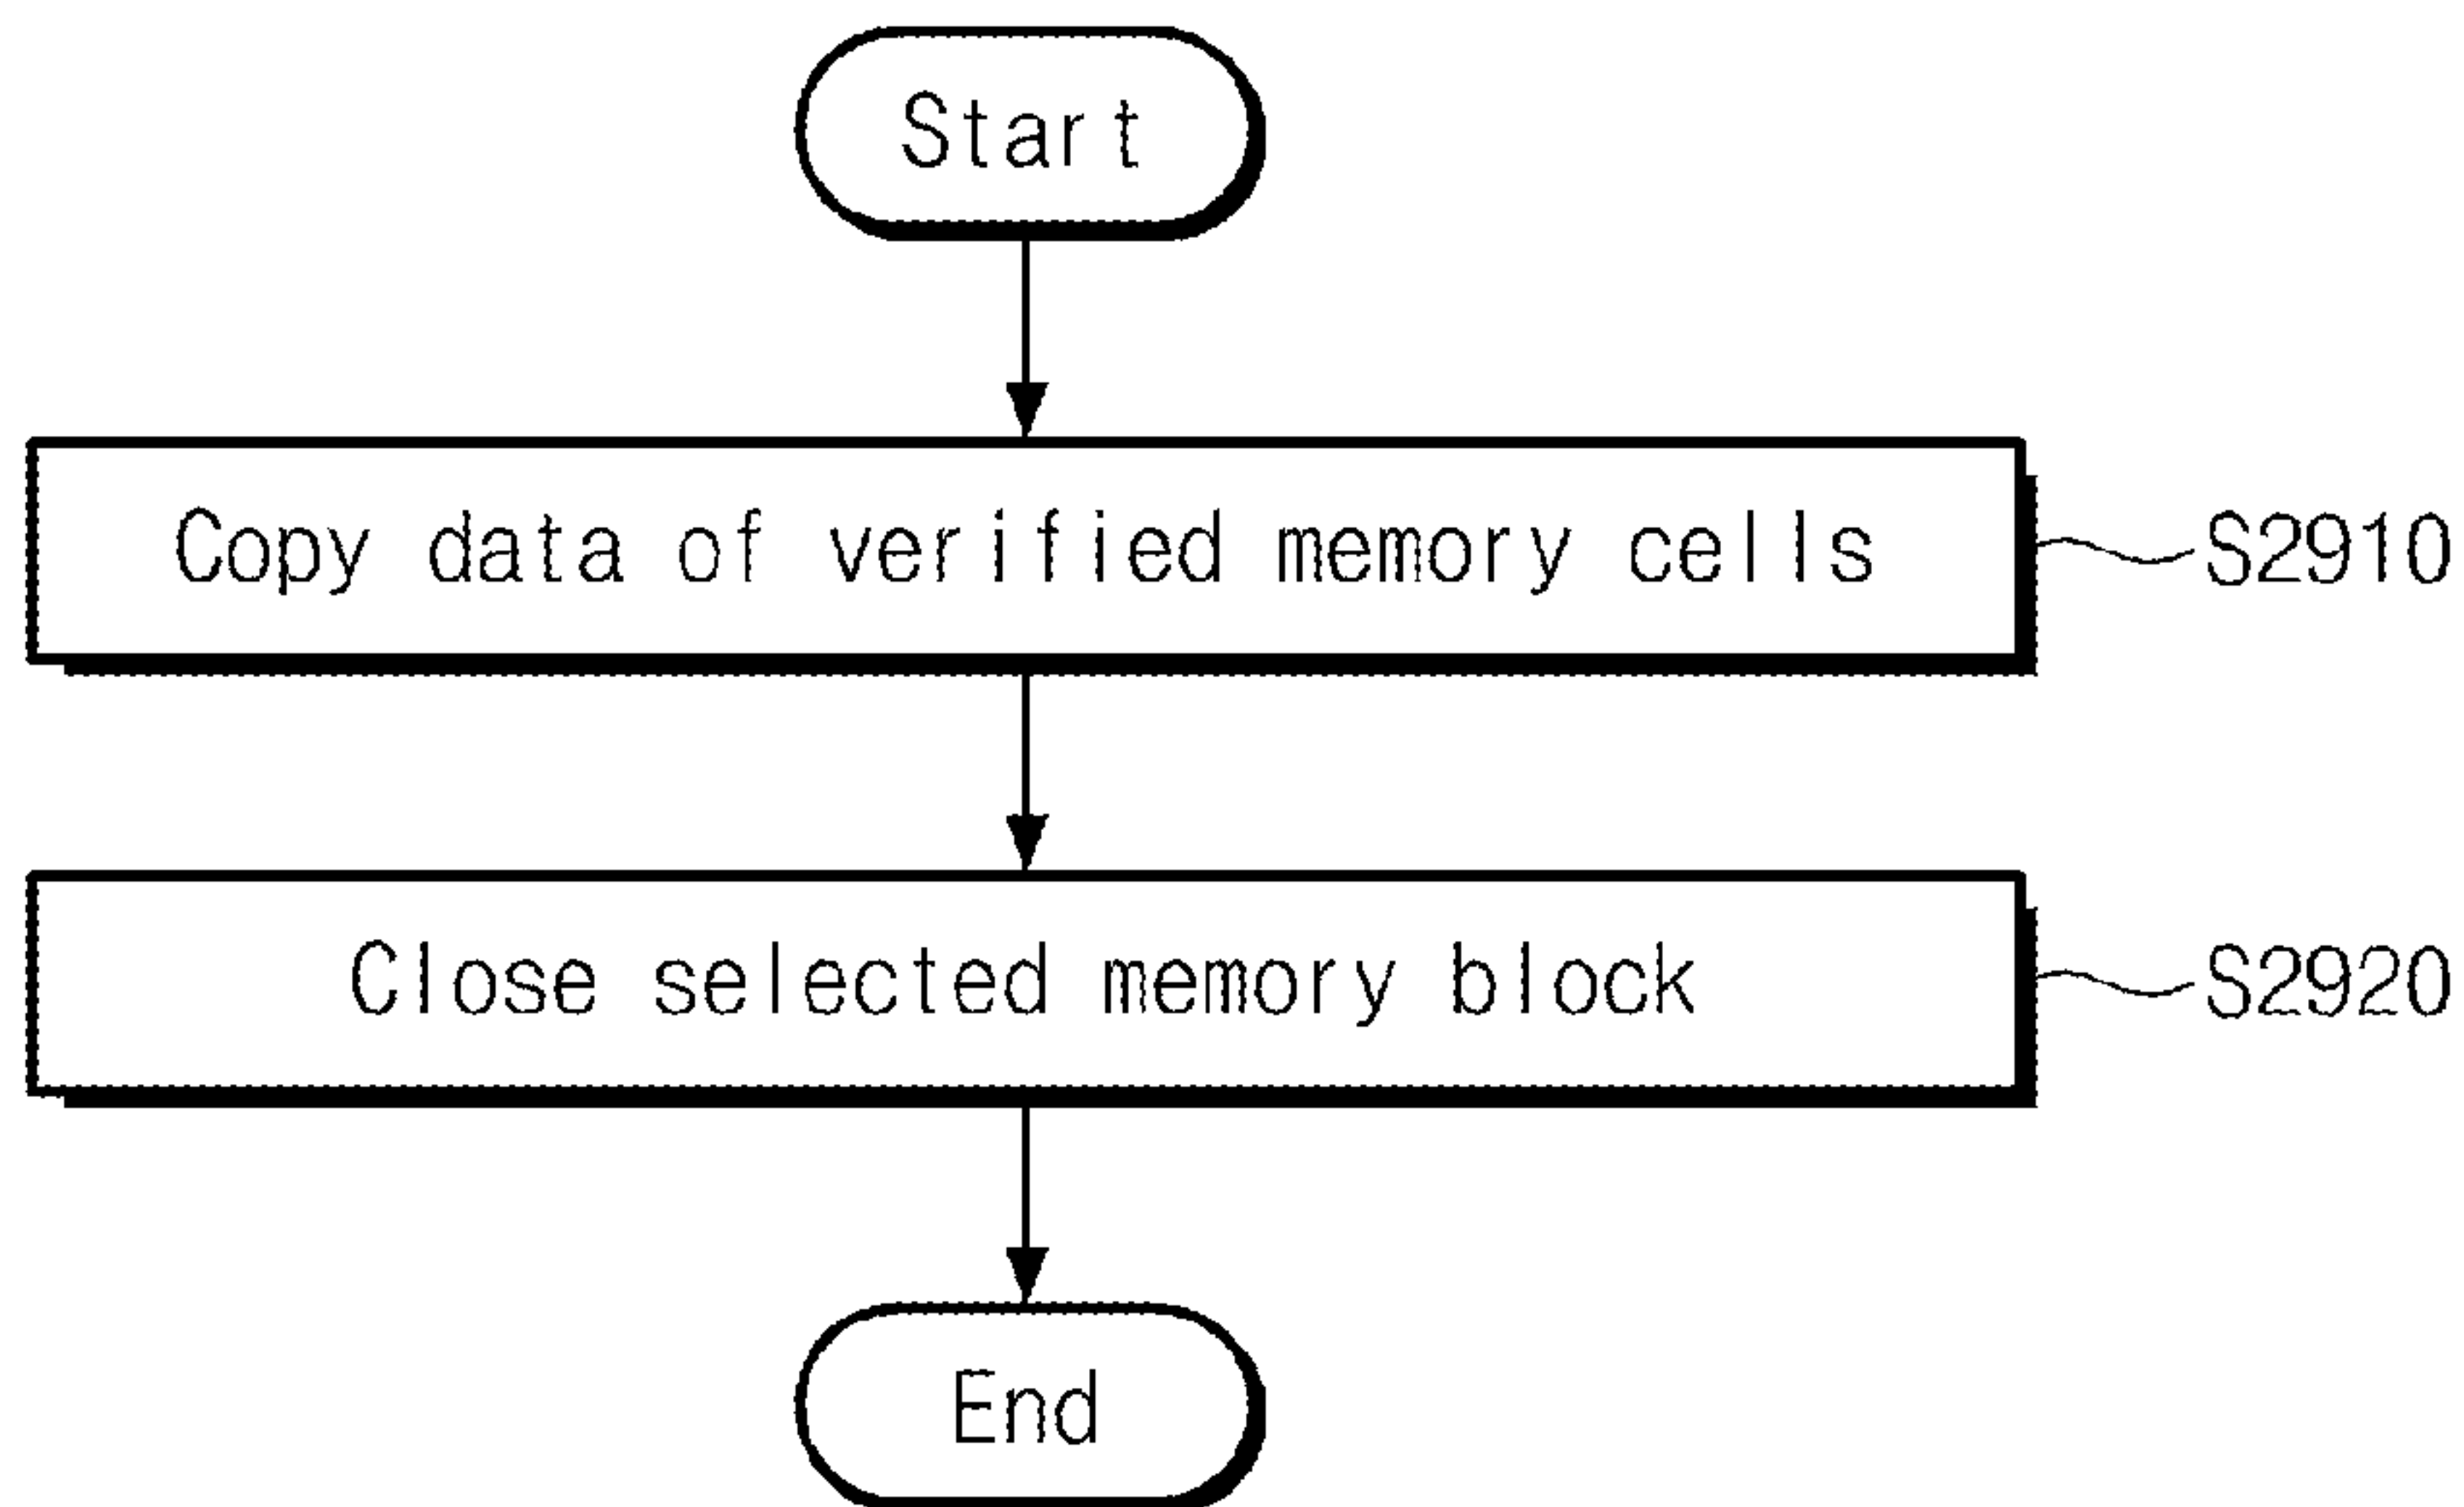 Start
Copy data of verified memory cells
S2910
Close selected memory block
S2920
End